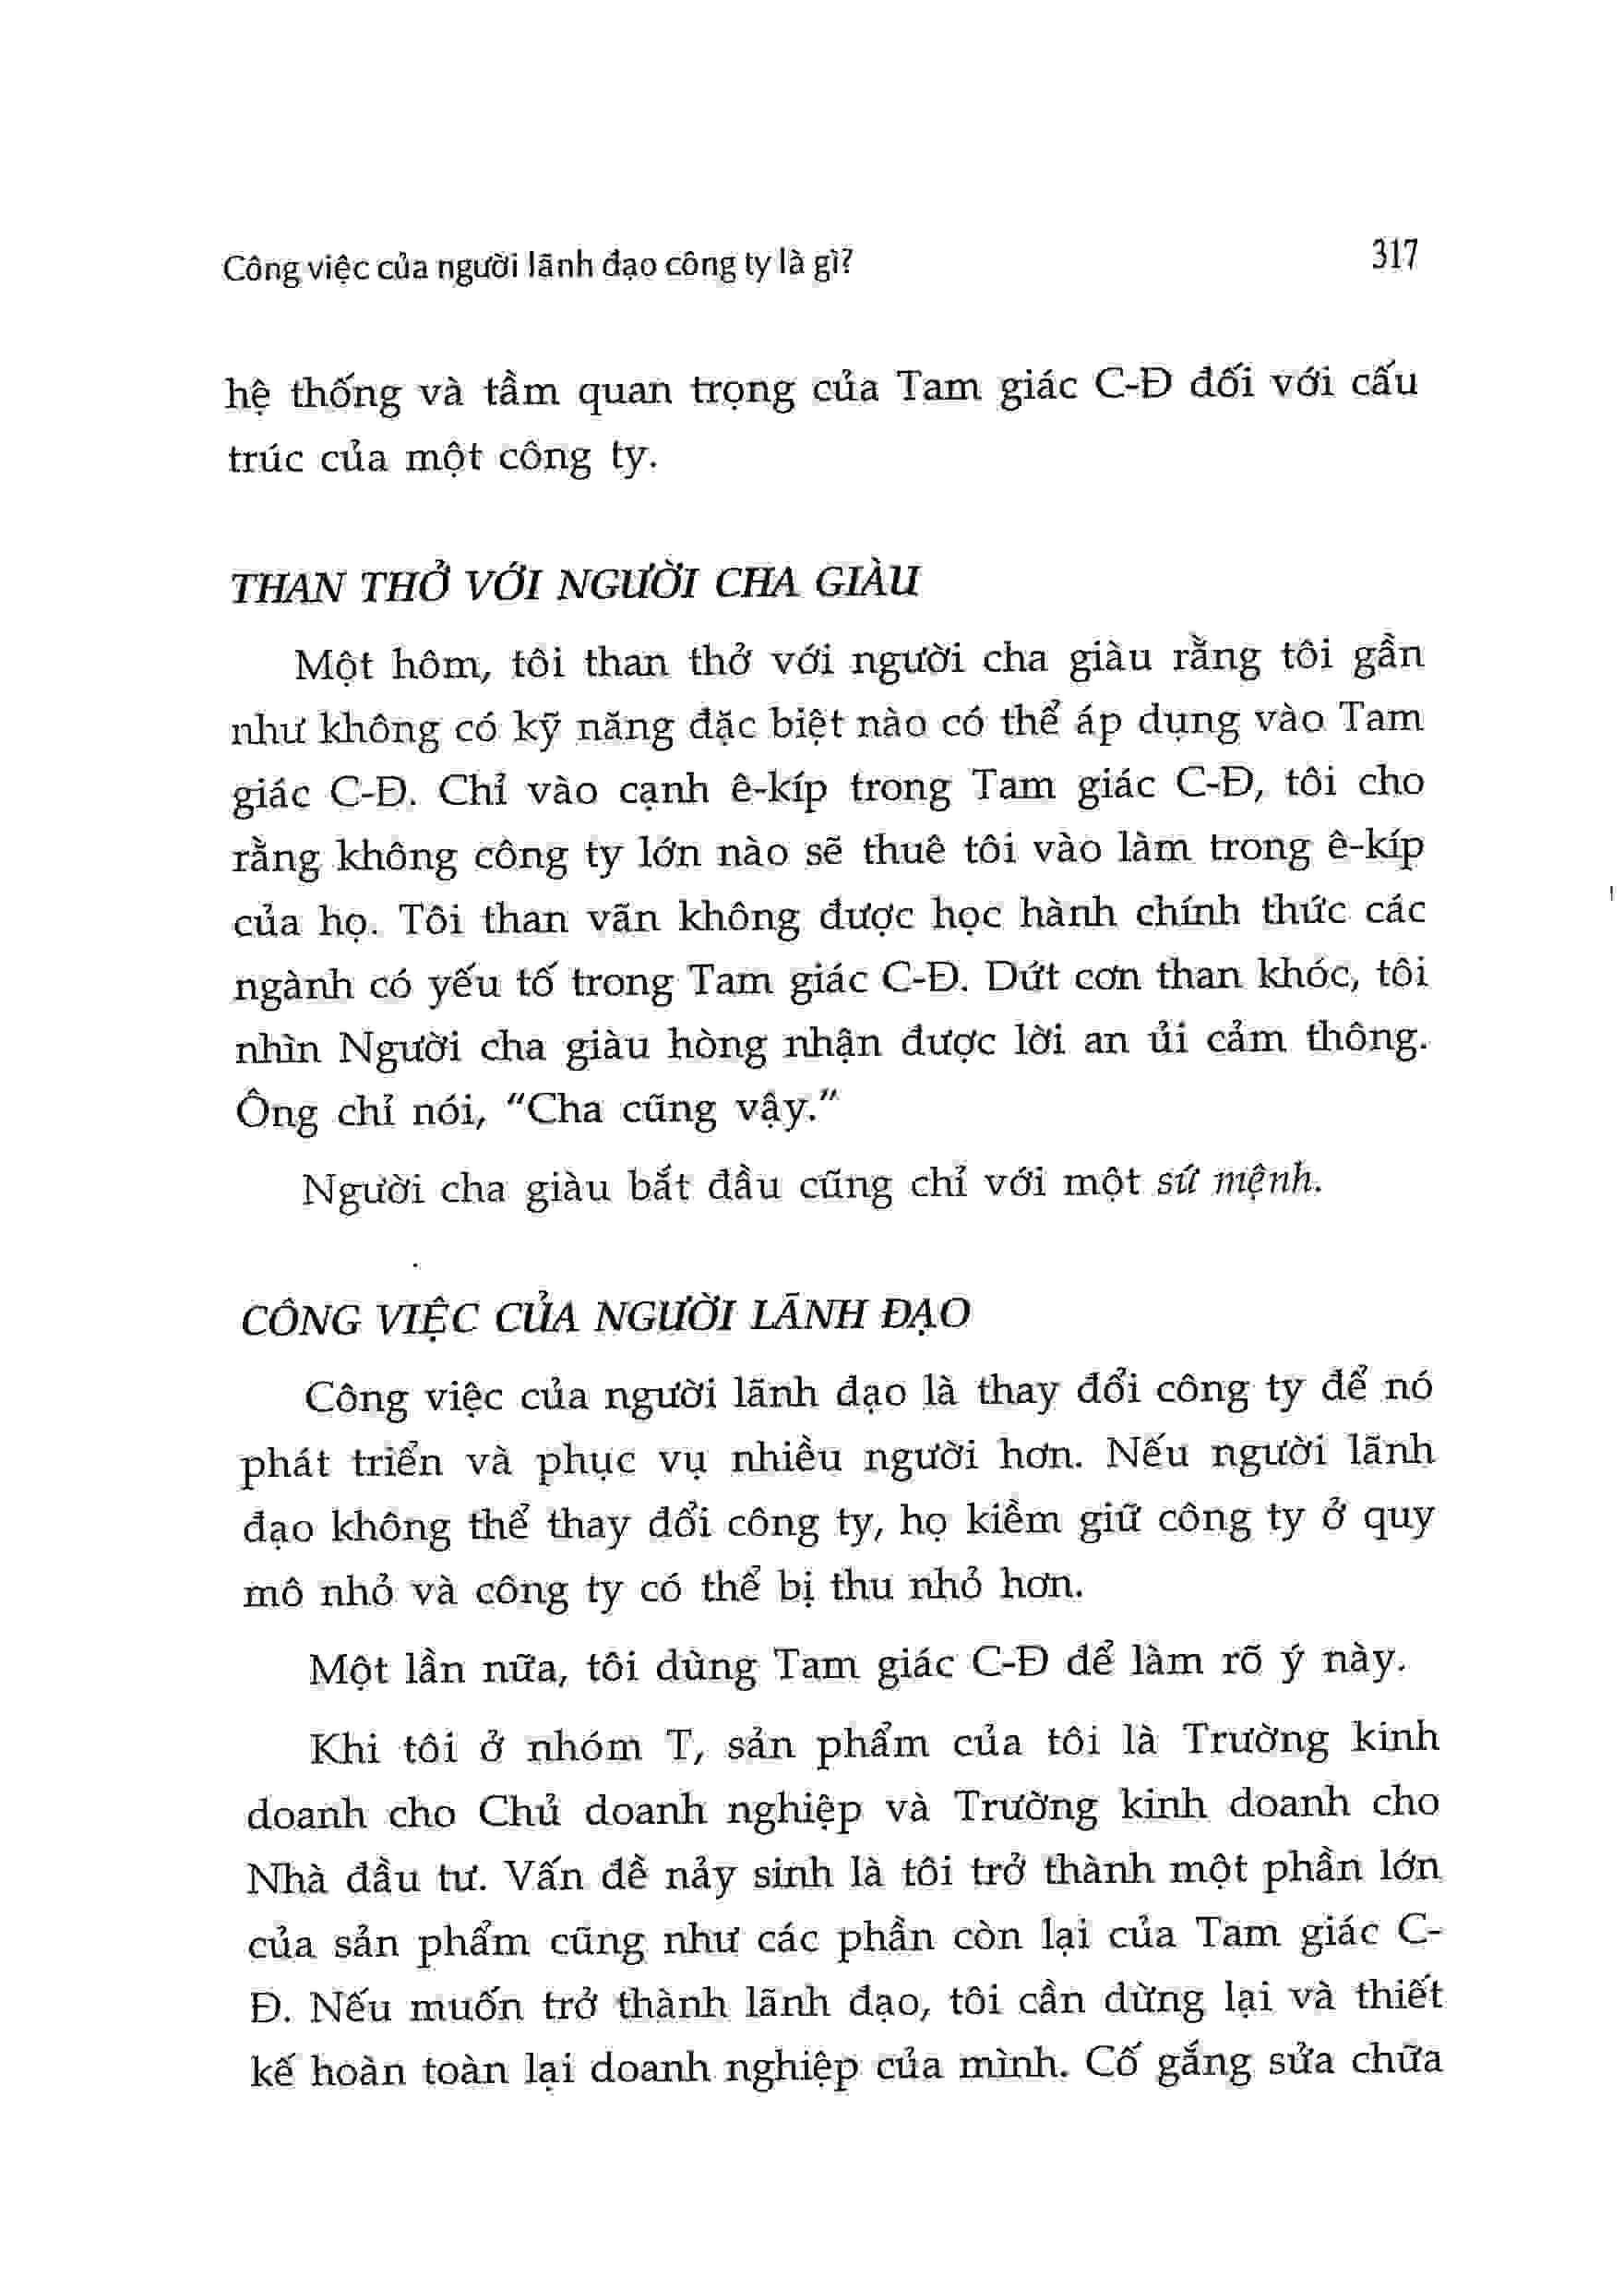 Công việc của người lãnh đạo công ty là gì?
317
hệ thống và tầm quan trọng của Tam giác C-Đ đối với cấu
trúc của một công ty.
THAN THỞ VỚI NGƯỜI CHA GIÀU
Một hôm, tôi than thở với người cha giàu rằng tôi gần
như không có kỹ năng đặc biệt nào có thể áp dụng vào Tam
giác C-Đ. Chỉ vào cạnh ê-kíp trong Tam giác C-Đ, tôi cho
rằng không công ty lớn nào sẽ thuê tôi vào làm trong ê-kíp
của họ. Tôi than vãn không được học hành chính thức các
ngành có yếu tố trong Tam giác C-Đ. Dứt cơn than khóc, tôi
nhìn Người cha giàu hòng nhận được lời an ủi cảm thông.
Ông chỉ nói, “Cha cũng vậy.”
Người cha giàu bắt đầu cũng chỉ với một sứ mệnh.
CÔNG VIỆC CỦA NGƯỜI LÃNH ĐẠO
Công việc của người lãnh đạo là thay đổi công ty để nó
phát triển và phục vụ nhiều người hơn. Nếu người lãnh
đạo không thể thay đổi công ty, họ kiềm giữ công ty ở quy
mô nhỏ và công ty có thể bị thu nhỏ hơn.
Một lần nữa, tôi dùng Tam giác C-Đ để làm rõ ý này.
Khi tôi ở nhóm T, sản phẩm của tôi là Trường kinh
doanh cho Chủ doanh nghiệp và Trường kinh doanh cho
Nhà đầu tư. Vấn đề nảy sinh là tôi trở thành một phần lớn
của sản phẩm cũng như các phần còn lại của Tam giác C-
Đ. Nếu muốn trở thành lãnh đạo, tôi cần dừng lại và thiết
kế hoàn toàn lại doanh nghiệp của mình. Cố gắng sửa chữa